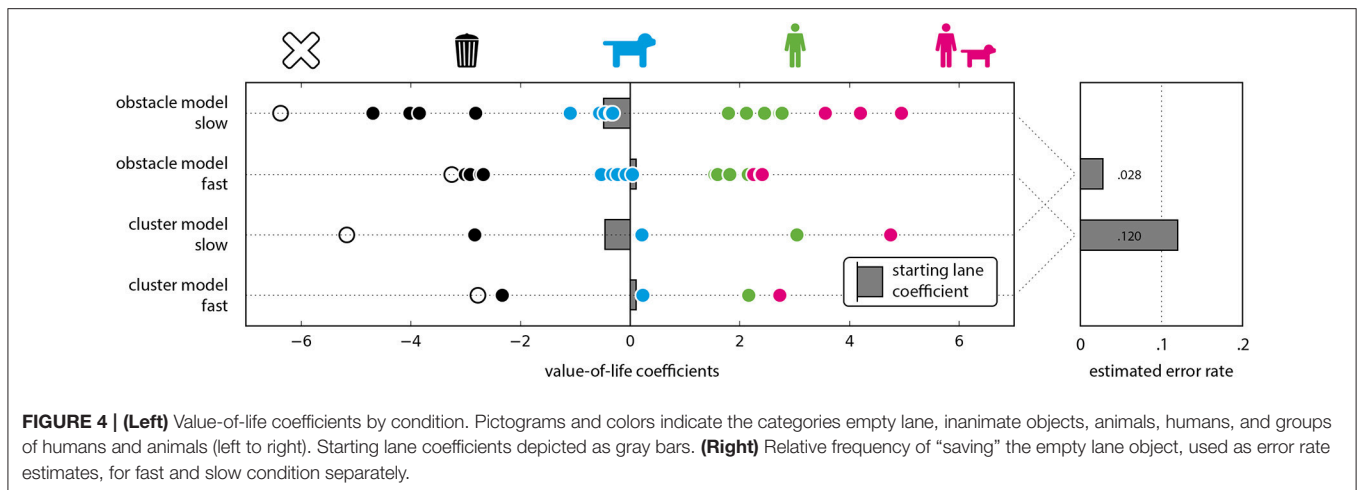 obstacle model
slow
obstacle model
fast
cluster model
slow
cluster model
fast
starting lane
coefficient
−6 −4 −2 0 2 4 6
value-of-life coefficients
.028
.120
0 .1 .2
estimated error rate
FIGURE 4 | (Left) Value-of-life coefficients by condition. Pictograms and colors indicate the categories empty lane, inanimate objects, animals, humans, and groups
of humans and animals (left to right). Starting lane coefficients depicted as gray bars. (Right) Relative frequency of “saving” the empty lane object, used as error rate
estimates, for fast and slow condition separately.